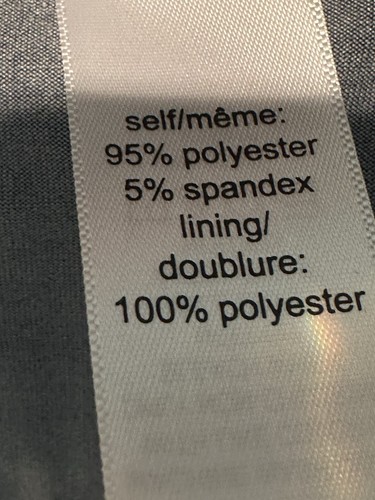 self/même:
95% polyester
5% spandex
lining/
doublure:
100% polyester